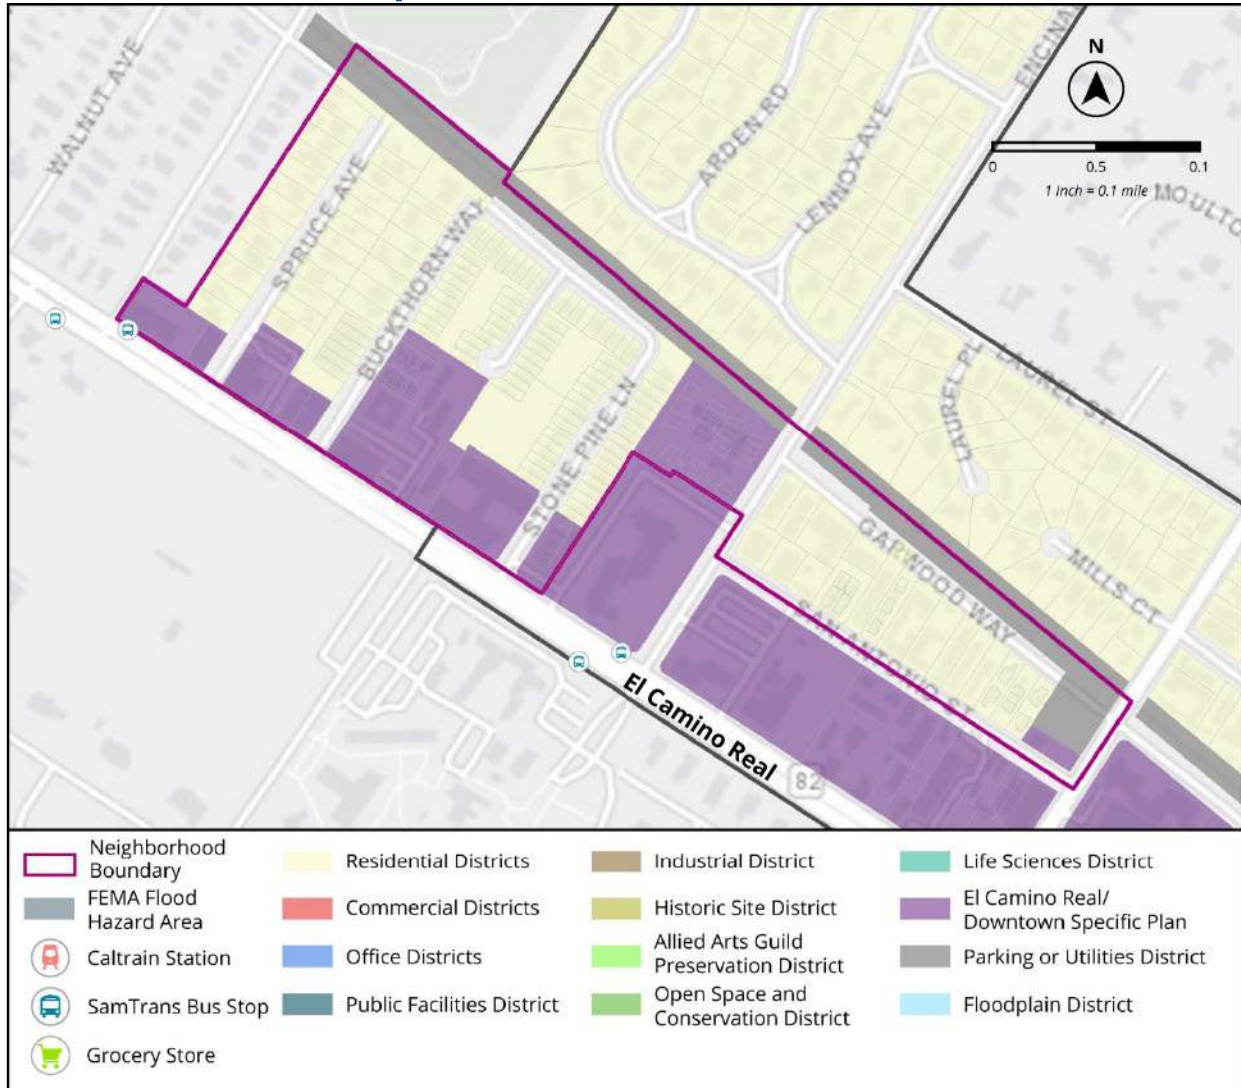 WALNUT AVE
SPRUCE AVE
BUCKTHORN WAY
STONE PINE LN
ARDEN RD
LENNOX AVE
ENCINA
N
0 0.5 0.1
1 Inch = 0.1 mile
MOULTO
LAUREL PL
LAUREL ST
MILLS CT
GARWOOD WAY
SAN ANTONIO ST
El Camino Real
82
Neighborhood
Boundary
FEMA Flood
Hazard Area
Caltrain Station
SamTrans Bus Stop
Grocery Store
Residential Districts
Commercial Districts
Office Districts
Public Facilities District
Industrial District
Historic Site District
Allied Arts Guild
Preservation District
Open Space and
Conservation District
Life Sciences District
El Camino Real/
Downtown Specific Plan
Parking or Utilities District
Floodplain District